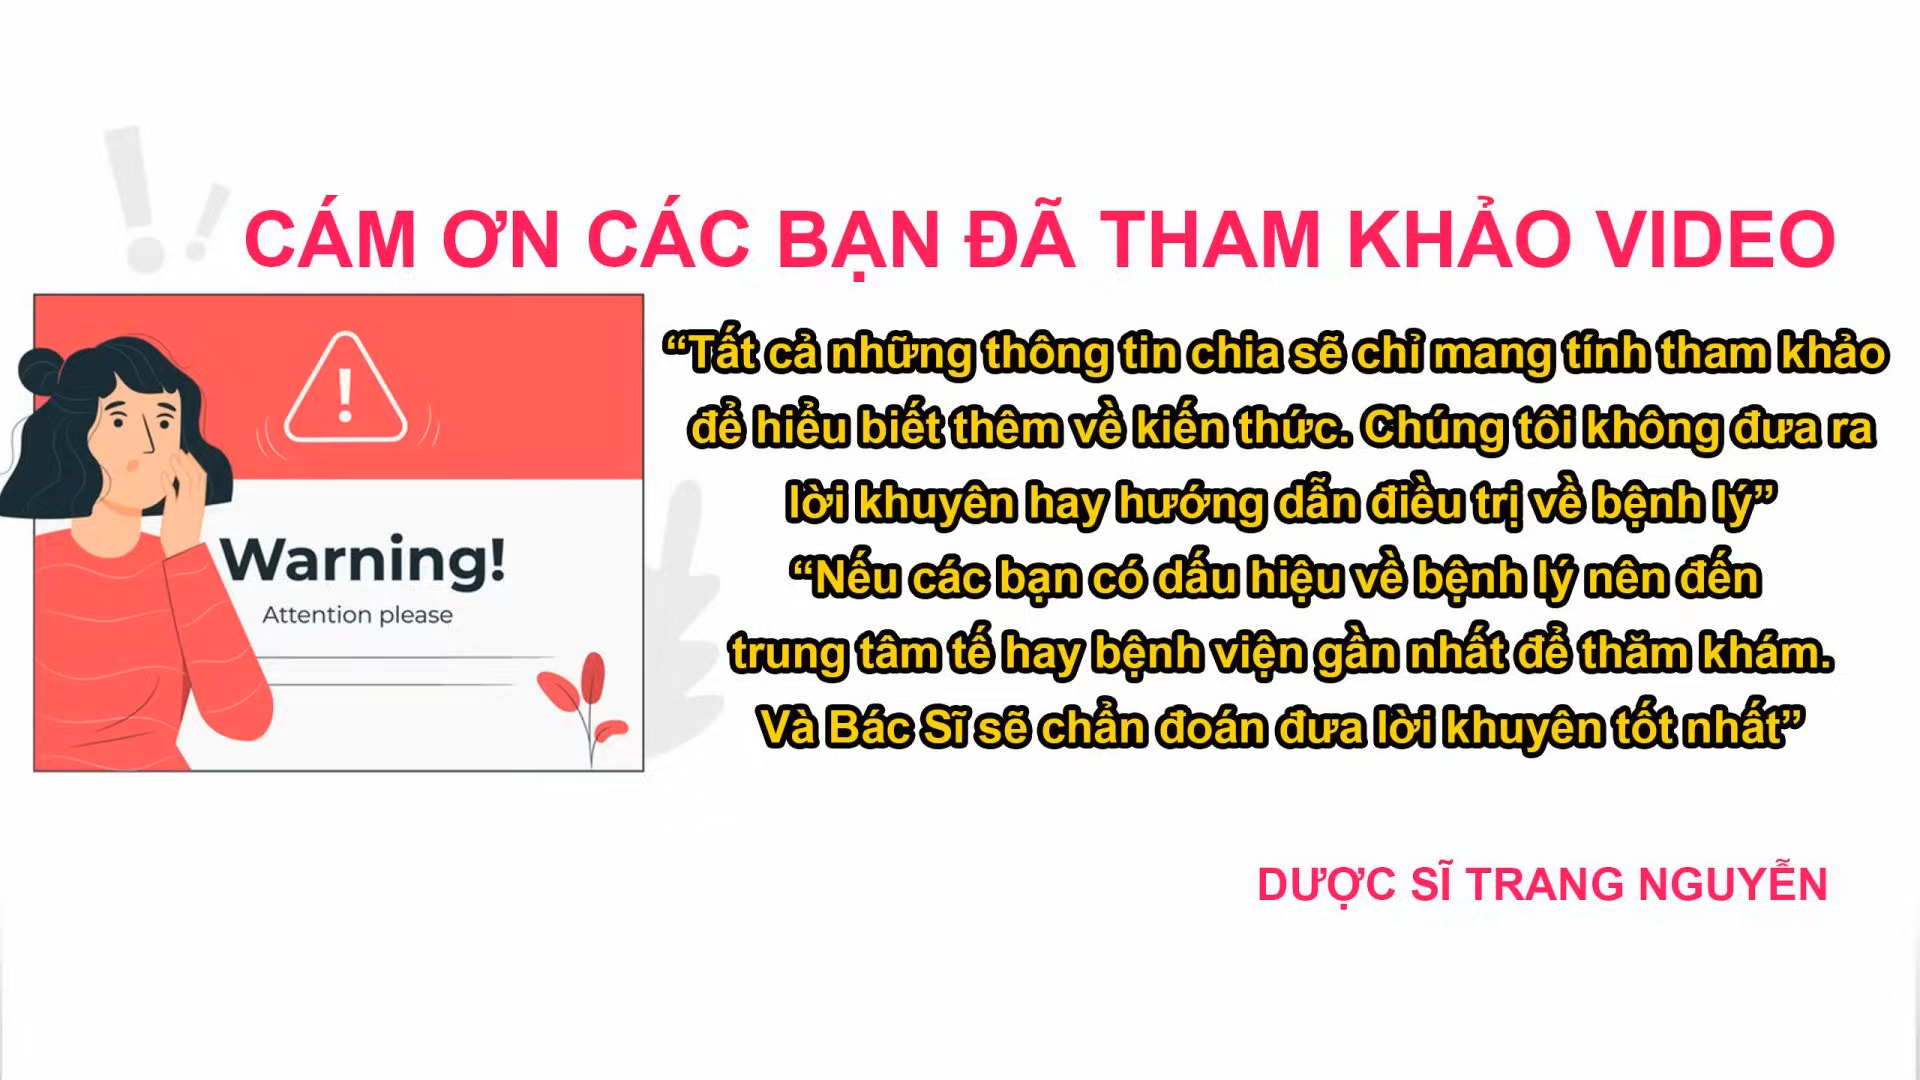 CÁM ƠN CÁC BẠN ĐÃ THAM KHẢO VIDEO
“Tất cả những thông tin chia sẽ chỉ mang tính tham khảo
để hiểu biết thêm về kiến thức. Chúng tôi không đưa ra
lời khuyên hay hướng dẫn điều trị về bệnh lý”
“Nếu các bạn có dấu hiệu về bệnh lý nên đến
trung tâm tế hay bệnh viện gần nhất để thăm khám.
Và Bác Sĩ sẽ chẩn đoán đưa lời khuyên tốt nhất”
Warning!
Attention please
DƯỢC SĨ TRANG NGUYỄN